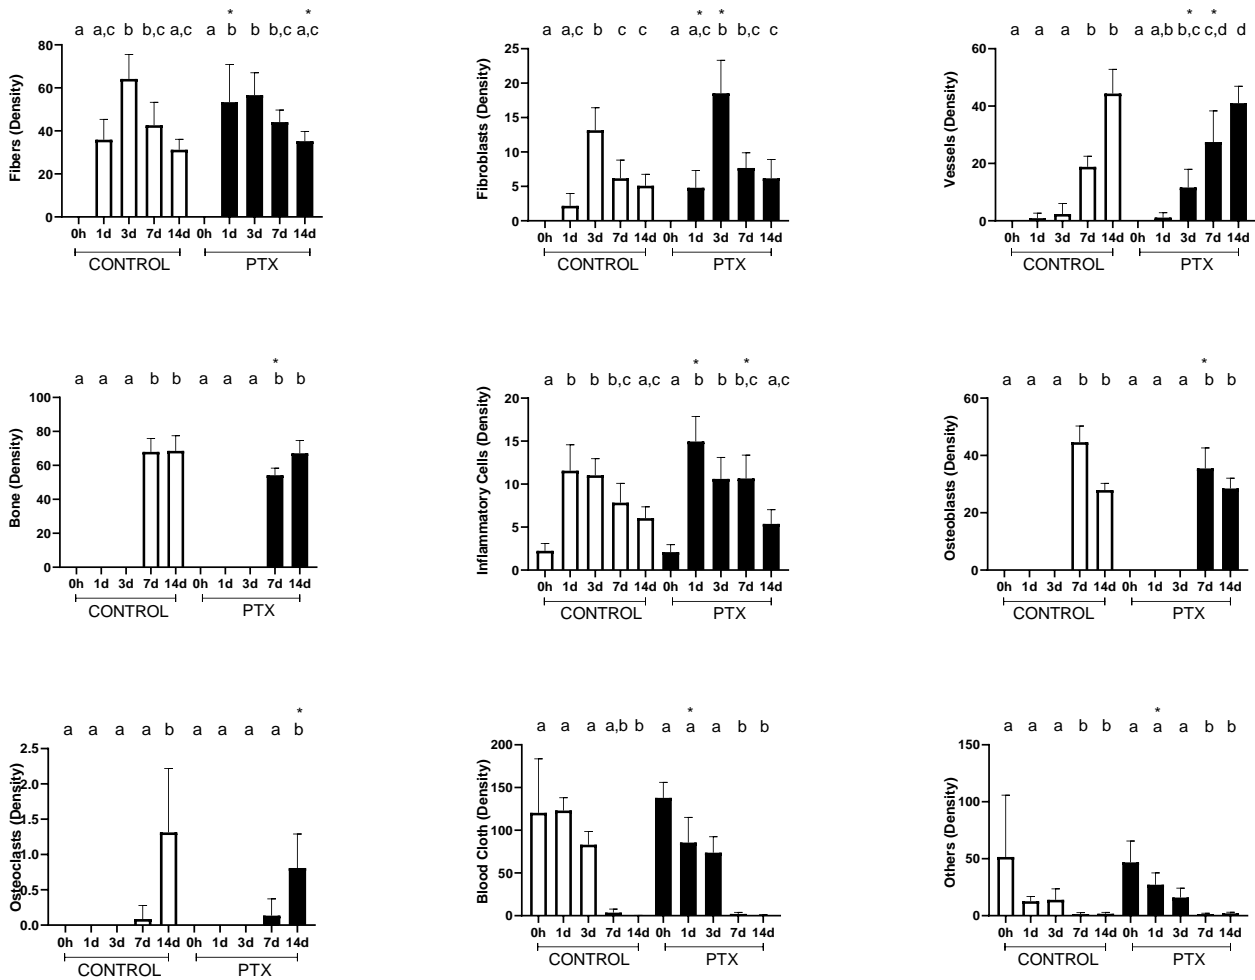 * *
a a,c b b,c a,c a b b b,c a,c
Fibers (Density)
80
60
40
20
0
0h 1d 3d 7d 14d 0h 1d 3d 7d 14d
CONTROL PTX
* *
a a,c b c c a a,c b b,c c
Fibroblasts (Density)
25
20
15
10
5
0
0h 1d 3d 7d 14d 0h 1d 3d 7d 14d
CONTROL PTX
* *
a a a b b a a,b b,c c,d d
Vessels (Density)
60
40
20
0
0h 1d 3d 7d 14d 0h 1d 3d 7d 14d
CONTROL PTX
*
a a a b b a a a b b
Bone (Density)
100
80
60
40
20
0
0h 1d 3d 7d 14d 0h 1d 3d 7d 14d
CONTROL PTX
* *
a b b b,c a,c a b b b,c a,c
Inflammatory Cells (Density)
20
15
10
5
0
0h 1d 3d 7d 14d 0h 1d 3d 7d 14d
CONTROL PTX
*
a a a b b a a a b b
Osteoblasts (Density)
60
40
20
0
0h 1d 3d 7d 14d 0h 1d 3d 7d 14d
CONTROL PTX
*
a a a a b a a a a b
Osteoclasts (Density)
2.5
2.0
1.5
1.0
0.5
0.0
0h 1d 3d 7d 14d 0h 1d 3d 7d 14d
CONTROL PTX
*
a a a a,b b a a a b b
Blood Cloth (Density)
200
150
100
50
0
0h 1d 3d 7d 14d 0h 1d 3d 7d 14d
CONTROL PTX
*
a a a b b a a a b b
Others (Density)
150
100
50
0
0h 1d 3d 7d 14d 0h 1d 3d 7d 14d
CONTROL PTX